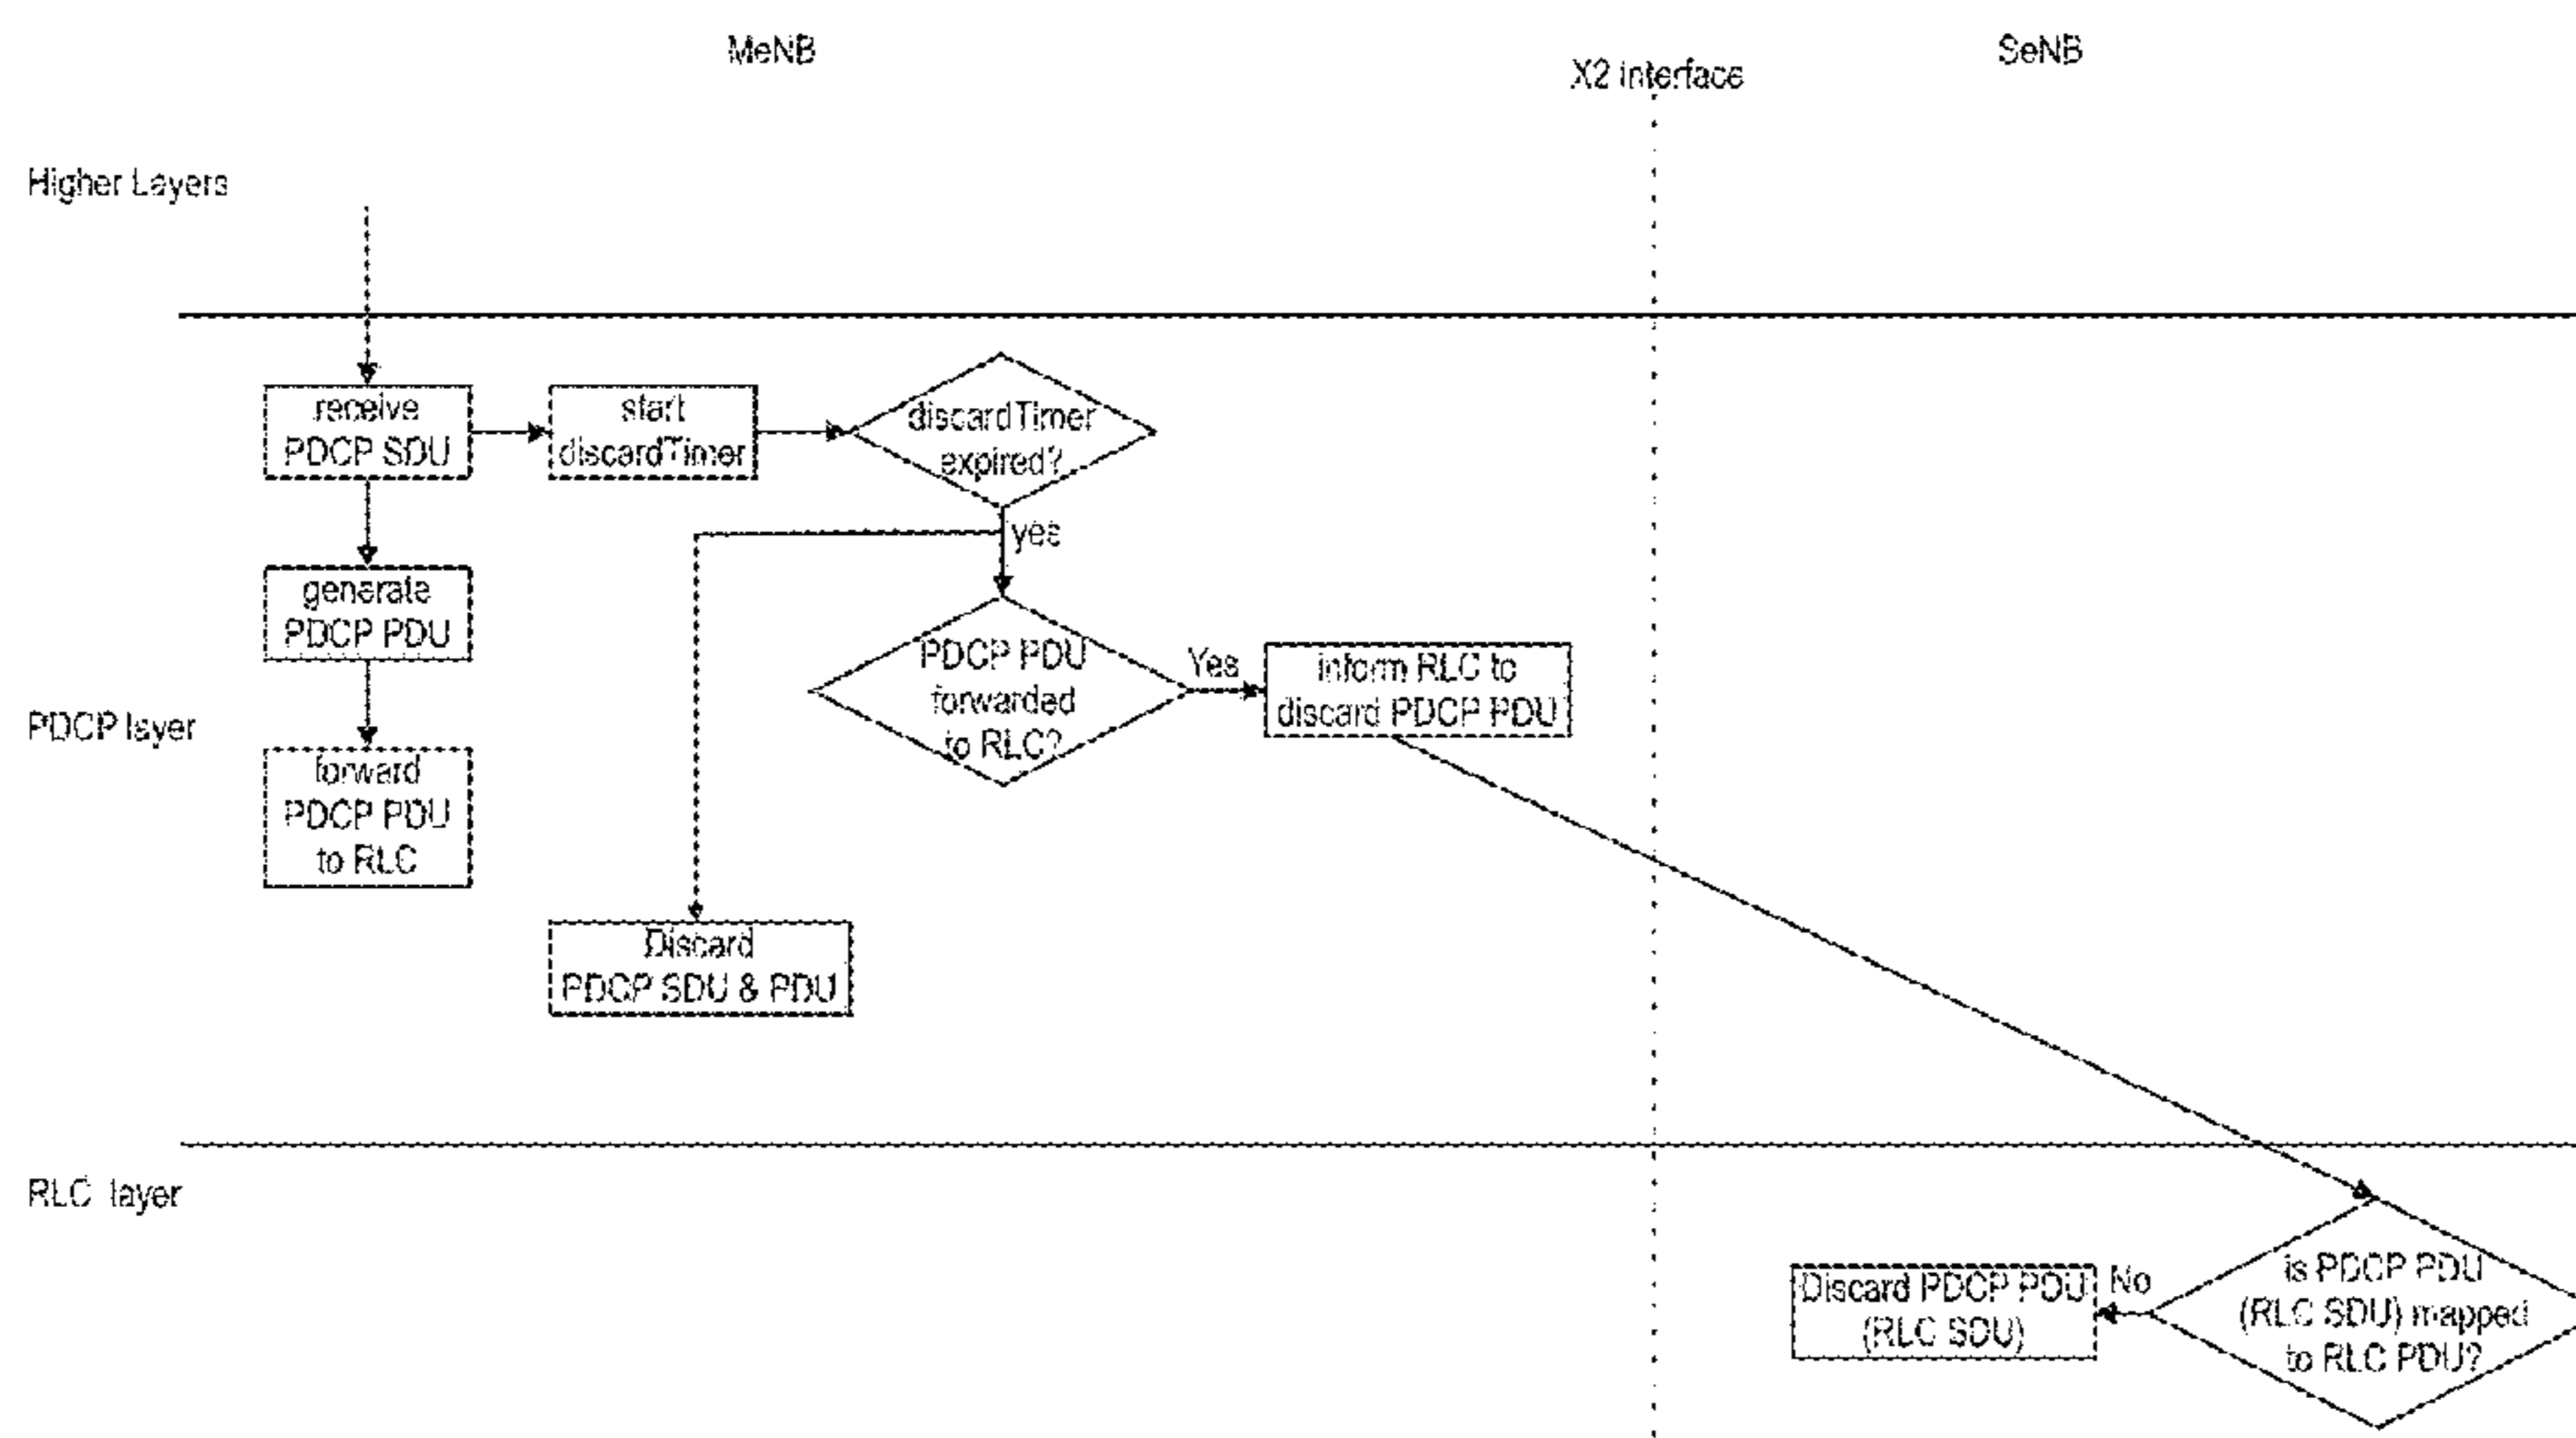 MeNB
SeNB
X2 interface
Higher Layers
receive
PDCP SDU
start
discardTimer
discardTimer
expired?
yes
generate
PDCP PDU
PDCP PDU
forwarded
to RLC?
Yes
inform RLC to
discard PDCP PDU
PDCP layer
forward
PDCP PDU
to RLC
Discard
PDCP SDU & PDU
RLC layer
Discard PDCP PDU
(RLC SDU)
No
is PDCP PDU
(RLC SDU) mapped
to RLC PDU?